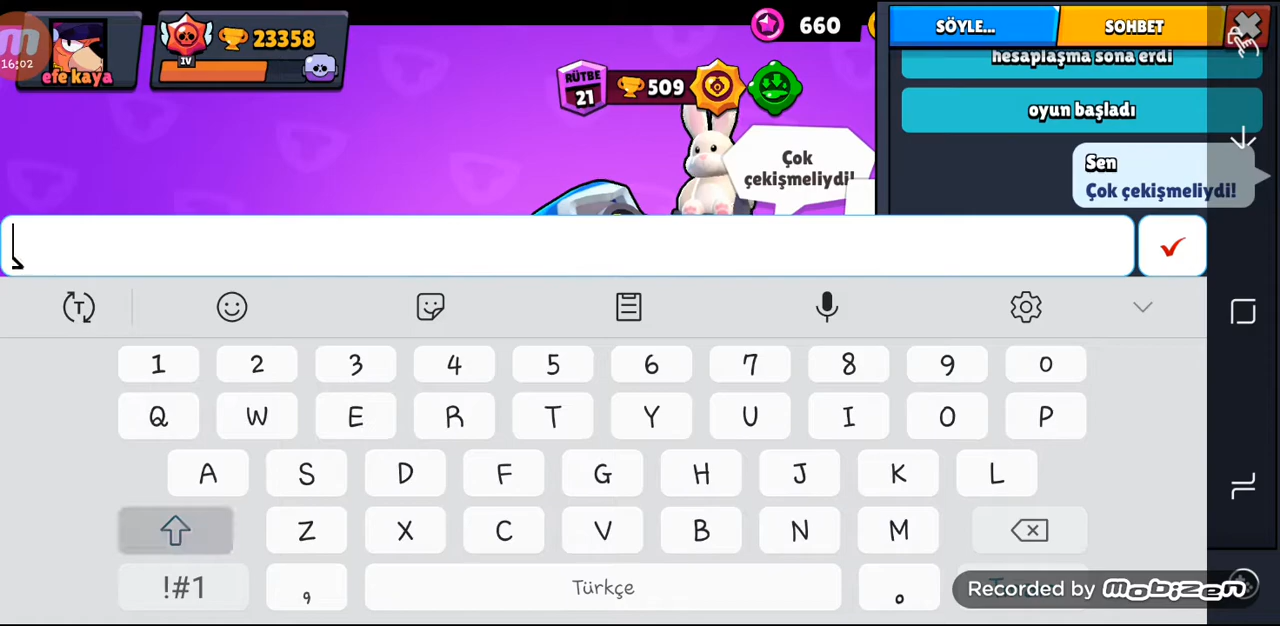 16:02
efe kaya
IV
23358
660
RÜTBE
21
509
Çok
çekişmeliydi!
SÖYLE...
SOHBET
hesaplaşma sona erdi
oyun başladı
Sen
Çok çekişmeliydi!
1 2 3 4 5 6 7 8 9 0
Q W E R T Y U I O P
A S D F G H J K L
Z X C V B N M
!#1 , Türkçe .
Recorded by mobizen